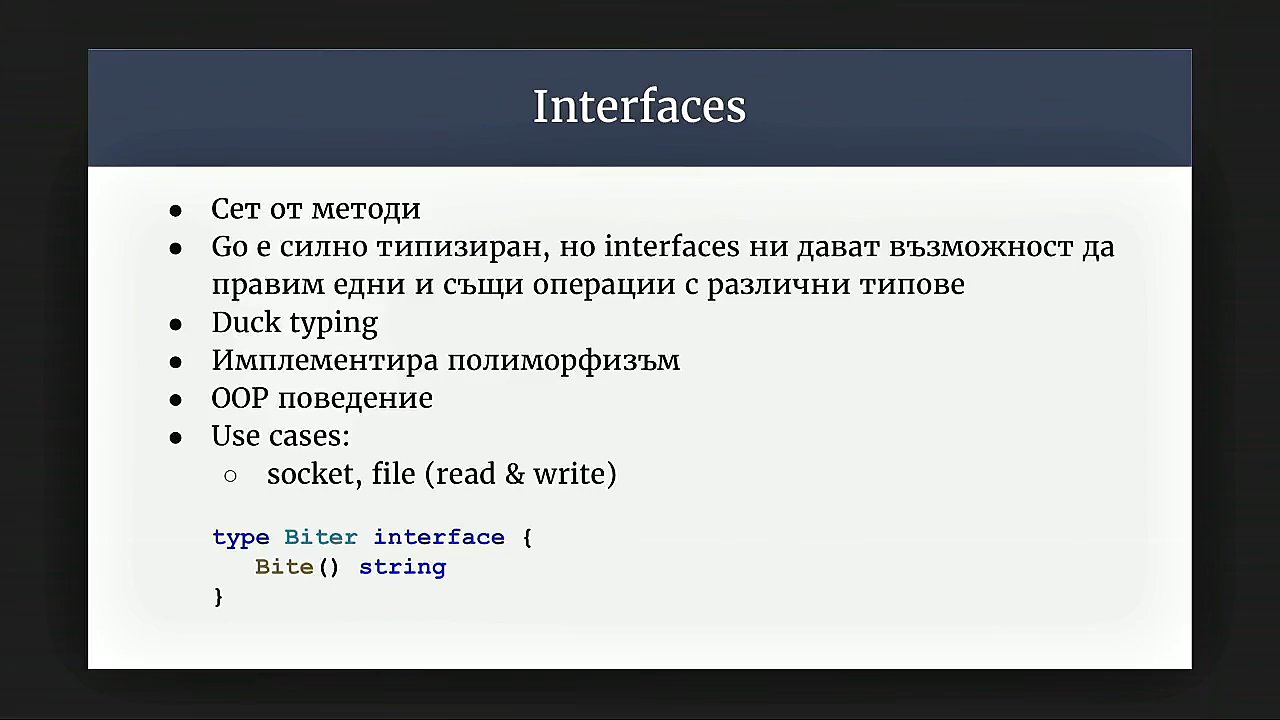 Interfaces
● Сет от методи
● Go е силно типизиран, но interfaces ни дават възможност да
правим едни и същи операции с различни типове
● Duck typing
● Имплементира полиморфизъм
● OOP поведение
● Use cases:
○ socket, file (read & write)
type Biter interface {
   Bite() string
}